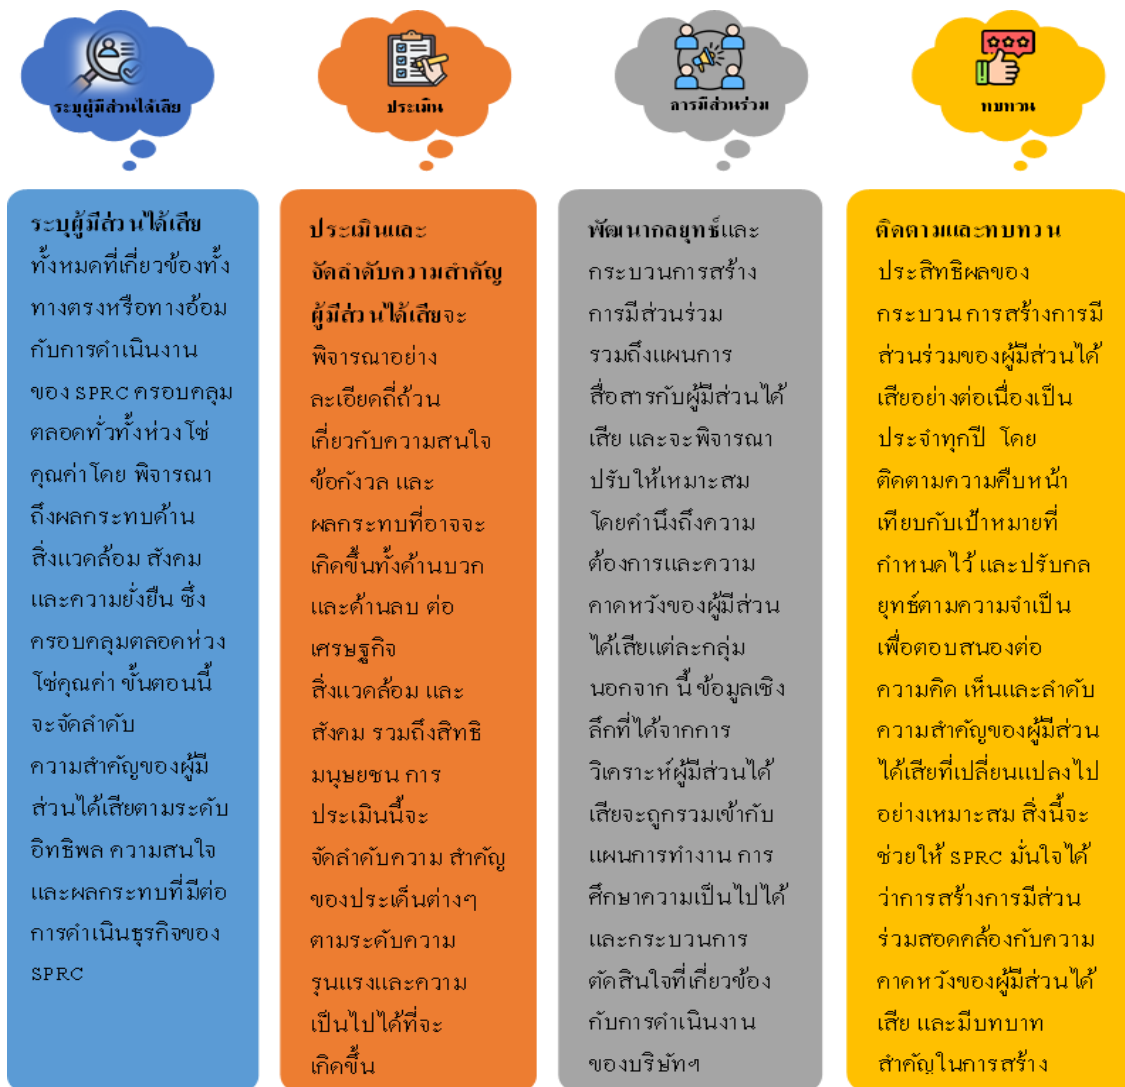 ระบุผู้มีส่วนได้เสีย
ประเมิน
การมีส่วนร่วม
ทบทวน
ระบุผู้มีส่วนได้เสีย
ทั้งหมดที่เกี่ยวข้องทั้ง
ทางตรงหรือทางอ้อม
กับการดำเนินงาน
ของ SPRC ครอบคลุม
ตลอดทั่วทั้งห่วงโซ่
คุณค่าโดย พิจารณา
ถึงผลกระทบด้าน
สิ่งแวดล้อม สังคม
และความยั่งยืน ซึ่ง
ครอบคลุมตลอดห่วง
โซ่คุณค่า ขั้นตอนนี้
จะจัดลำดับ
ความสำคัญของผู้มี
ส่วนได้เสียตามระดับ
อิทธิพล ความสนใจ
และผลกระทบที่มีต่อ
การดำเนินธุรกิจของ
SPRC
ประเมินและ
จัดลำดับความสำคัญ
ผู้มีส่วนได้เสียจะ
พิจารณาอย่าง
ละเอียดถี่ถ้วน
เกี่ยวกับความสนใจ
ข้อกังวล และ
ผลกระทบที่อาจจะ
เกิดขึ้นทั้งด้านบวก
และด้านลบ ต่อ
เศรษฐกิจ
สิ่งแวดล้อม และ
สังคม รวมถึงสิทธิ
มนุษยชน การ
ประเมินนี้จะ
จัดลำดับความ สำคัญ
ของประเด็นต่างๆ
ตามระดับความ
รุนแรงและความ
เป็นไปได้ที่จะ
เกิดขึ้น
พัฒนากลยุทธ์และ
กระบวนการสร้าง
การมีส่วนร่วม
รวมถึงแผนการ
สื่อสารกับผู้มีส่วนได้
เสีย และจะพิจารณา
ปรับให้เหมาะสม
โดยคำนึงถึงความ
ต้องการและความ
คาดหวังของผู้มีส่วน
ได้เสียแต่ละกลุ่ม
นอกจาก นี้ ข้อมูลเชิง
ลึกที่ได้จากการ
วิเคราะห์ผู้มีส่วนได้
เสียจะถูกรวมเข้ากับ
แผนการทำงาน การ
ศึกษาความเป็นไปได้
และกระบวนการ
ตัดสินใจที่เกี่ยวข้อง
กับการดำเนินงาน
ของบริษัทฯ
ติดตามและทบทวน
ประสิทธิผลของ
กระบวน การสร้างการมี
ส่วนร่วมของผู้มีส่วนได้
เสียอย่างต่อเนื่องเป็น
ประจำทุกปี โดย
ติดตามความคืบหน้า
เทียบกับเป้าหมายที่
กำหนดไว้ และปรับกล
ยุทธ์ตามความจำเป็น
เพื่อตอบสนองต่อ
ความคิด เห็นและลำดับ
ความสำคัญของผู้มีส่วน
ได้เสียที่เปลี่ยนแปลงไป
อย่างเหมาะสม สิ่งนี้จะ
ช่วยให้ SPRC มั่นใจได้
ว่าการสร้างการมีส่วน
ร่วมสอดคล้องกับความ
คาดหวังของผู้มีส่วนได้
เสีย และมีบทบาท
สำคัญในการสร้าง